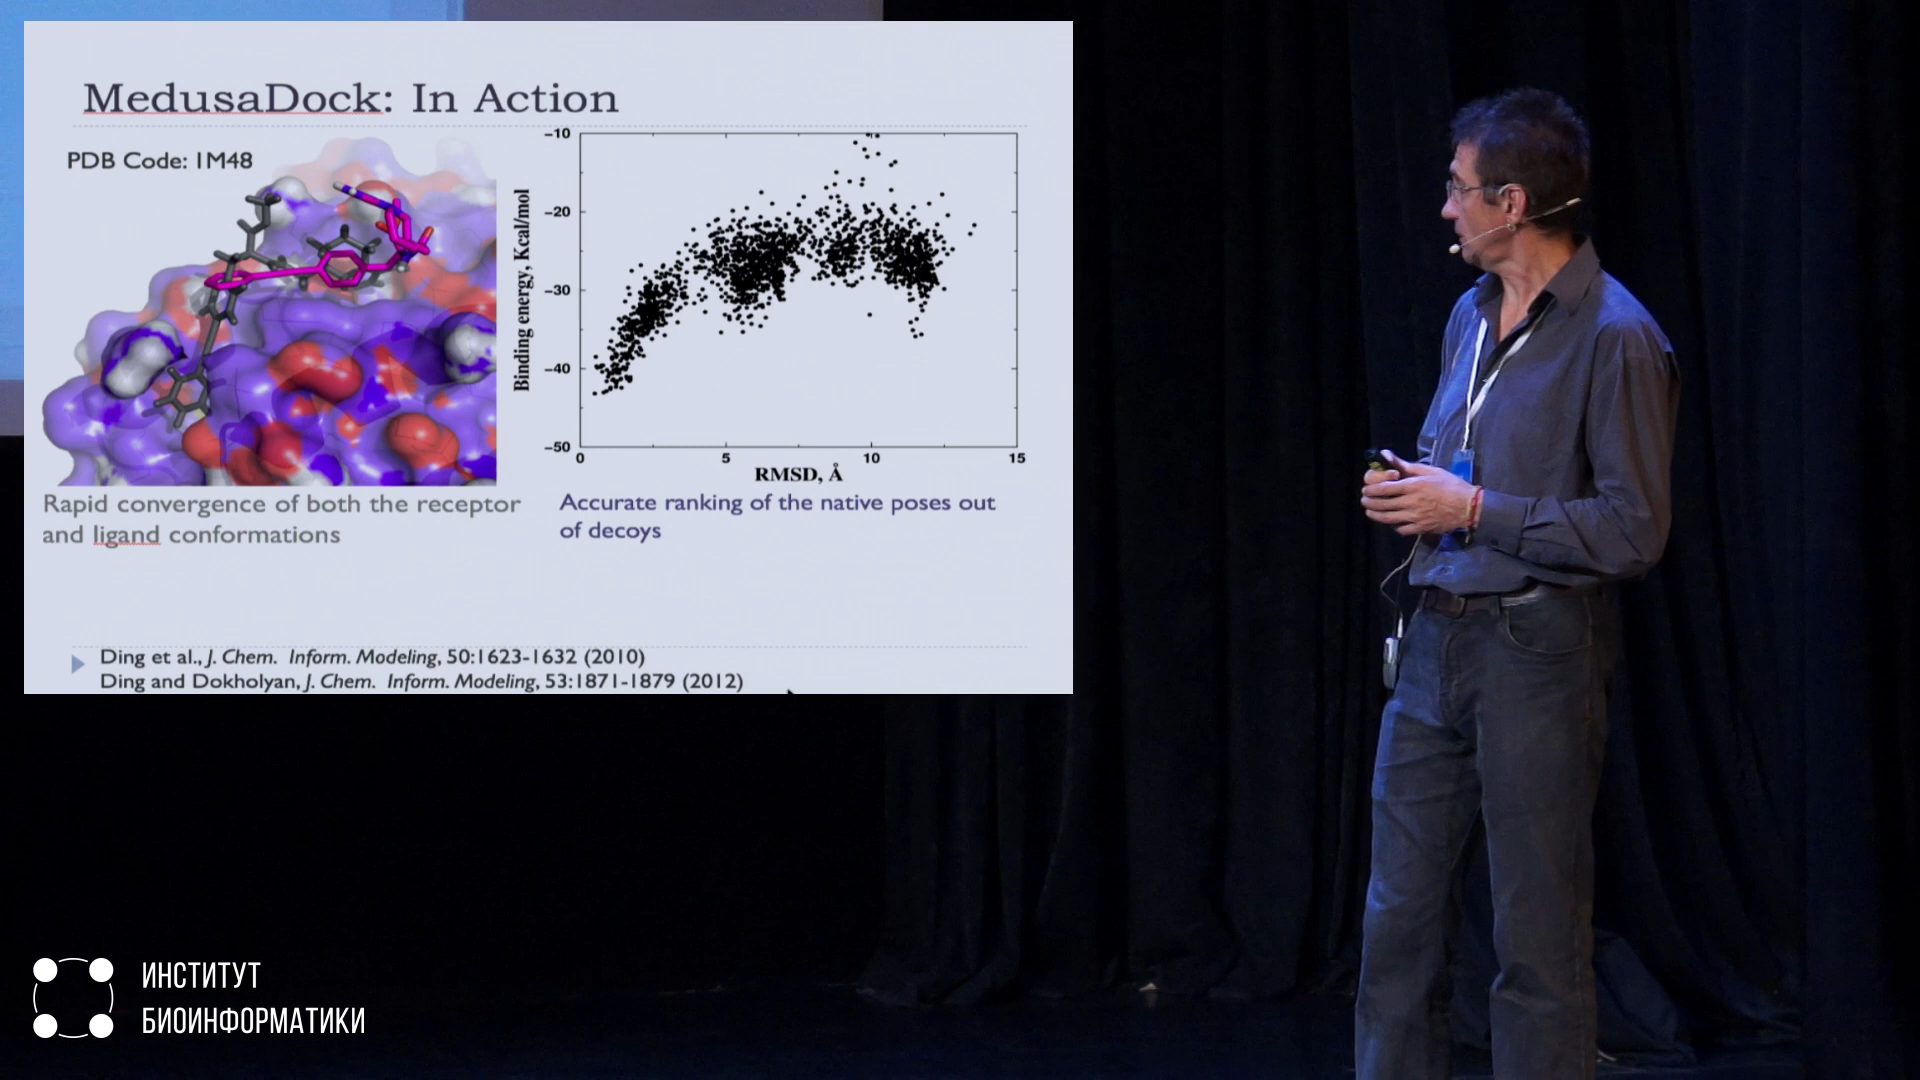 MedusaDock: In Action
PDB Code: 1M48
Binding energy, Kcal/mol
−10
−20
−30
−40
−50
0 5 10 15
RMSD, Å
Rapid convergence of both the receptor
and ligand conformations
Accurate ranking of the native poses out
of decoys
Ding et al., J. Chem. Inform. Modeling, 50:1623-1632 (2010)
Ding and Dokholyan, J. Chem. Inform. Modeling, 53:1871-1879 (2012)
ИНСТИТУТ
БИОИНФОРМАТИКИ